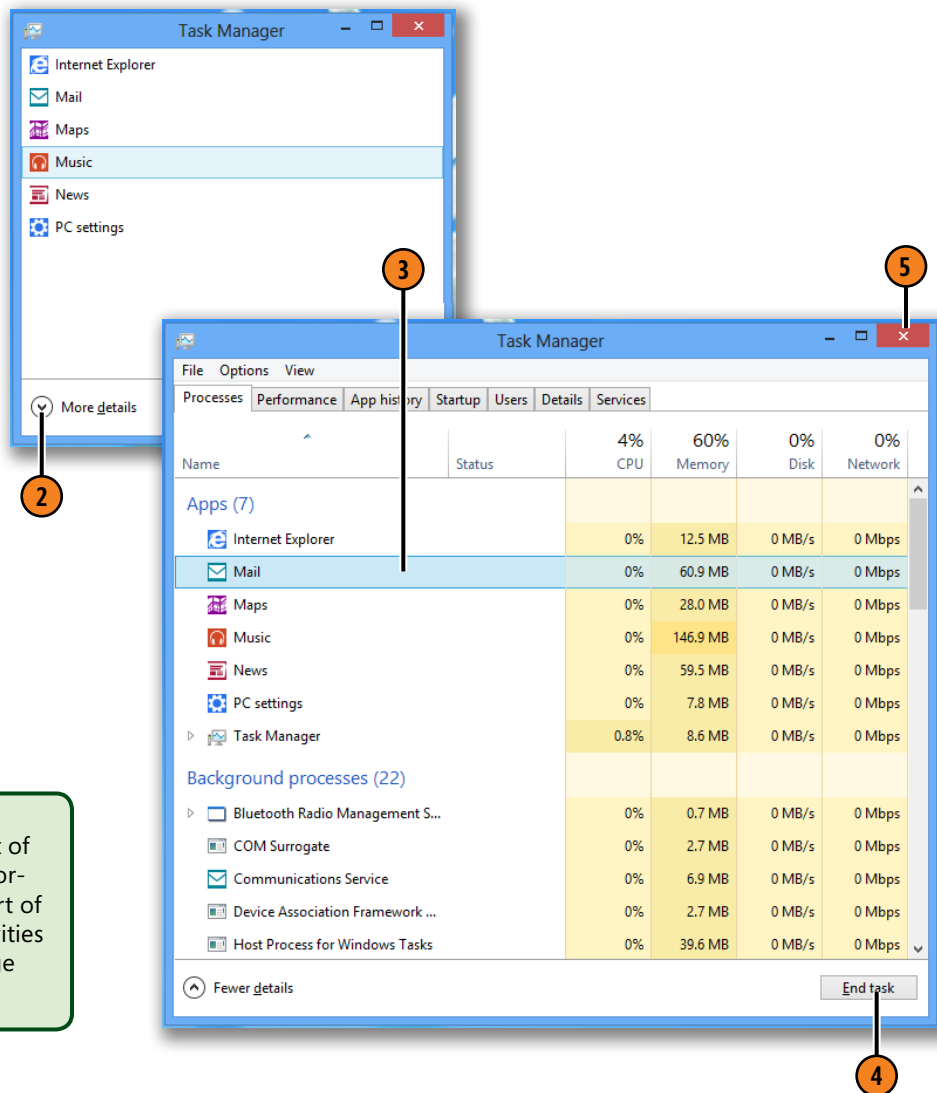 Task Manager
Internet Explorer
Mail
Maps
Music
News
PC settings
More details
2
3
5
Task Manager
File Options View
Processes Performance App history Startup Users Details Services
4% 60% 0% 0%
Name Status CPU Memory Disk Network
Apps (7)
Internet Explorer 0% 12.5 MB 0 MB/s 0 Mbps
Mail 0% 60.9 MB 0 MB/s 0 Mbps
Maps 0% 28.0 MB 0 MB/s 0 Mbps
Music 0% 146.9 MB 0 MB/s 0 Mbps
News 0% 59.5 MB 0 MB/s 0 Mbps
PC settings 0% 7.8 MB 0 MB/s 0 Mbps
Task Manager 0.8% 8.6 MB 0 MB/s 0 Mbps
Background processes (22)
Bluetooth Radio Management S... 0% 0.7 MB 0 MB/s 0 Mbps
COM Surrogate 0% 2.7 MB 0 MB/s 0 Mbps
Communications Service 0% 6.9 MB 0 MB/s 0 Mbps
Device Association Framework ... 0% 2.7 MB 0 MB/s 0 Mbps
Host Process for Windows Tasks 0% 39.6 MB 0 MB/s 0 Mbps
Fewer details End task
4
of
of